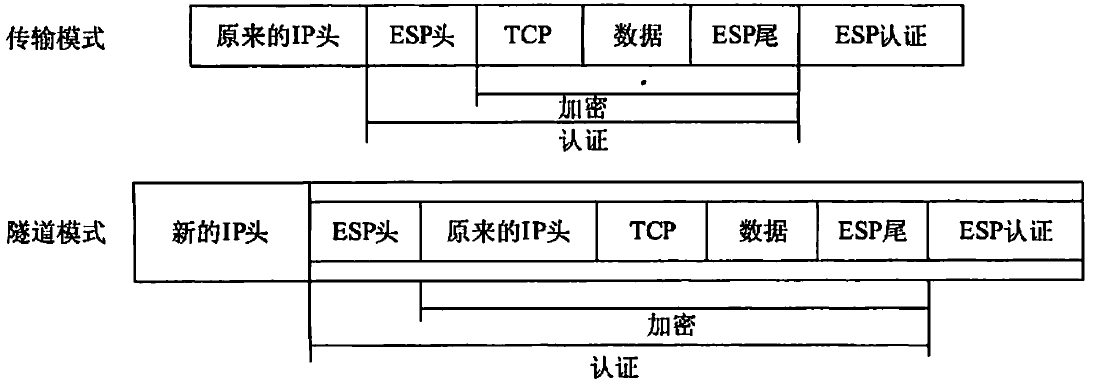 传输模式 原来的IP头 ESP头 TCP 数据 ESP尾 ESP认证
加密
认证
隧道模式 新的IP头 ESP头 原来的IP头 TCP 数据 ESP尾 ESP认证
加密
认证